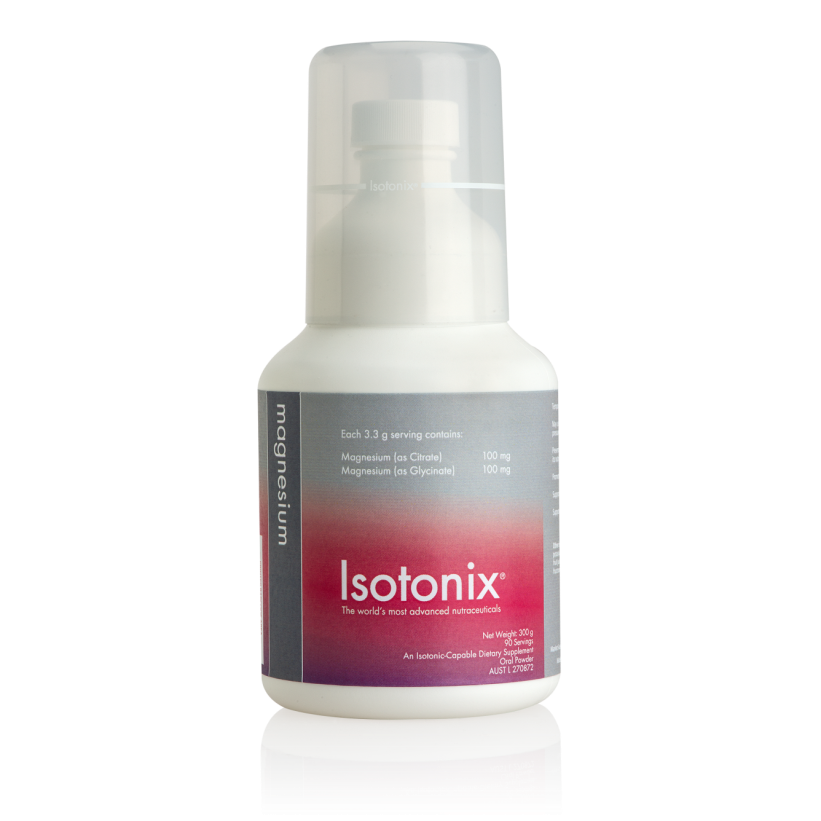 Isotonix
magnesium
Each 3.3 g serving contains:
Magnesium (as Citrate) 100 mg
Magnesium (as Glycinate) 100 mg
Isotonix®
The world's most advanced nutraceuticals
Net Weight: 300 g
90 Servings
An Isotonic-Capable Dietary Supplement
Oral Powder
AUST L 270872